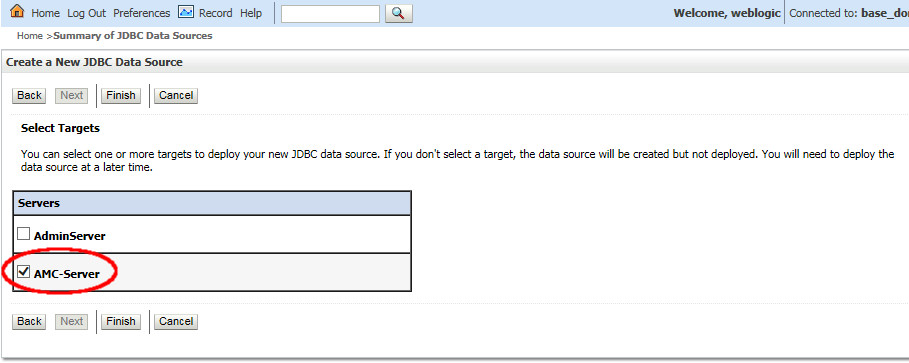 Home Log Out Preferences Record Help Welcome, weblogic Connected to: base_do
Home >Summary of JDBC Data Sources
Create a New JDBC Data Source
Back Next Finish Cancel
Select Targets
You can select one or more targets to deploy your new JDBC data source. If you don't select a target, the data source will be created but not deployed. You will need to deploy the
data source at a later time.
Servers
AdminServer
AMC-Server
Back Next Finish Cancel